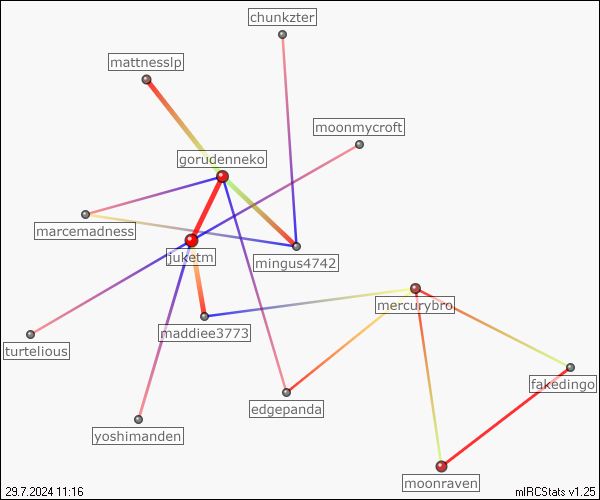 chunkzter
mattnesslp
moonmycroft
gorudenneko
marcemadness
juketm
mingus4742
mercurybro
maddiee3773
turtelious
fakedingo
edgepanda
yoshimanden
moonraven
29.7.2024 11:16
mIRCStats v1.25